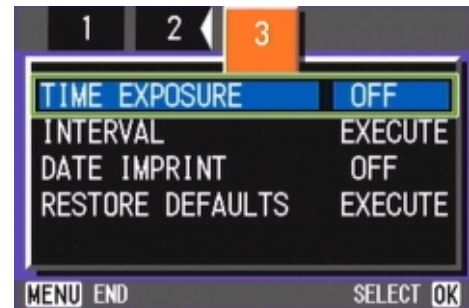 1 2 3
TIME EXPOSURE OFF
INTERVAL EXECUTE
DATE IMPRINT OFF
RESTORE DEFAULTS EXECUTE
MENU END SELECT OK